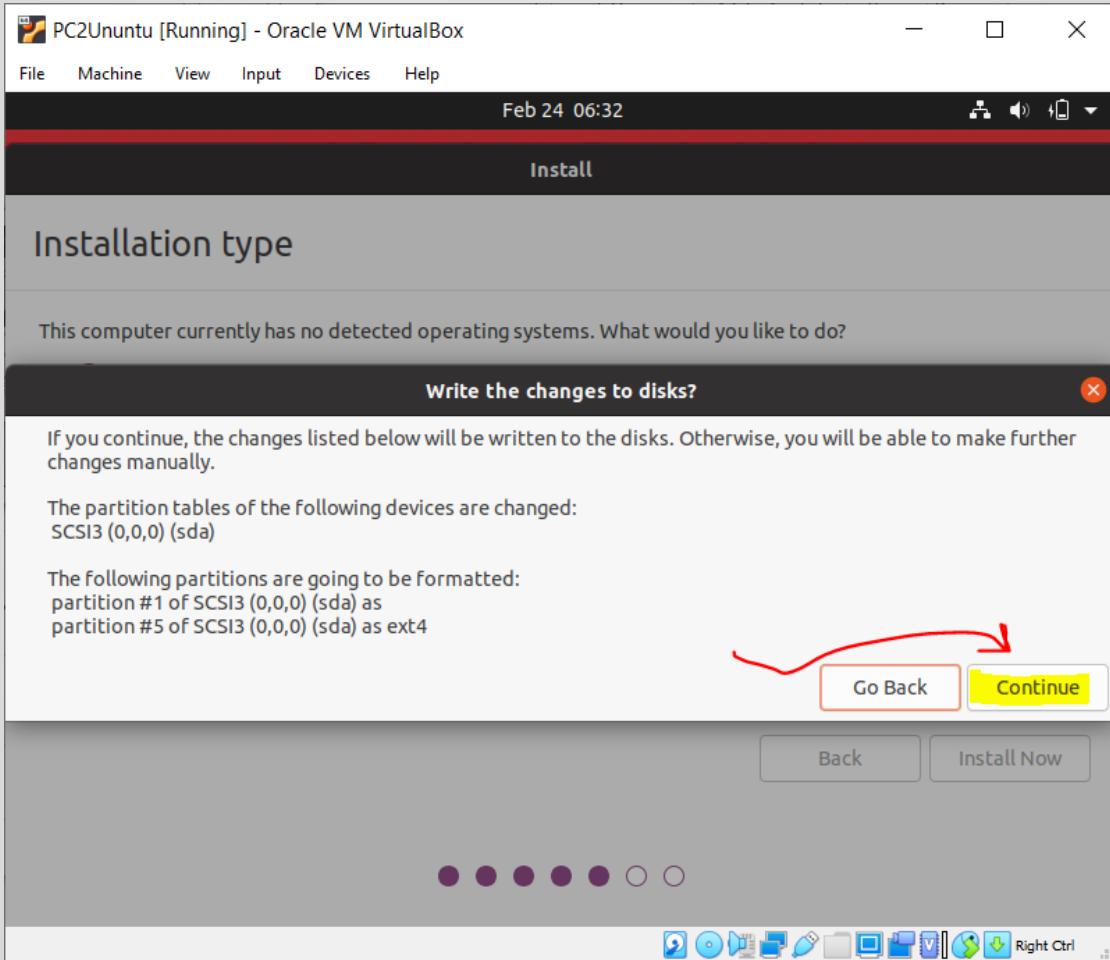 PC2Ununtu [Running] - Oracle VM VirtualBox
File Machine View Input Devices Help
Feb 24 06:32
Install
Installation type
This computer currently has no detected operating systems. What would you like to do?
Write the changes to disks?
If you continue, the changes listed below will be written to the disks. Otherwise, you will be able to make further
changes manually.
The partition tables of the following devices are changed:
SCSI3 (0,0,0) (sda)
The following partitions are going to be formatted:
partition #1 of SCSI3 (0,0,0) (sda) as
partition #5 of SCSI3 (0,0,0) (sda) as ext4
Go Back Continue
Back Install Now
Right Ctrl